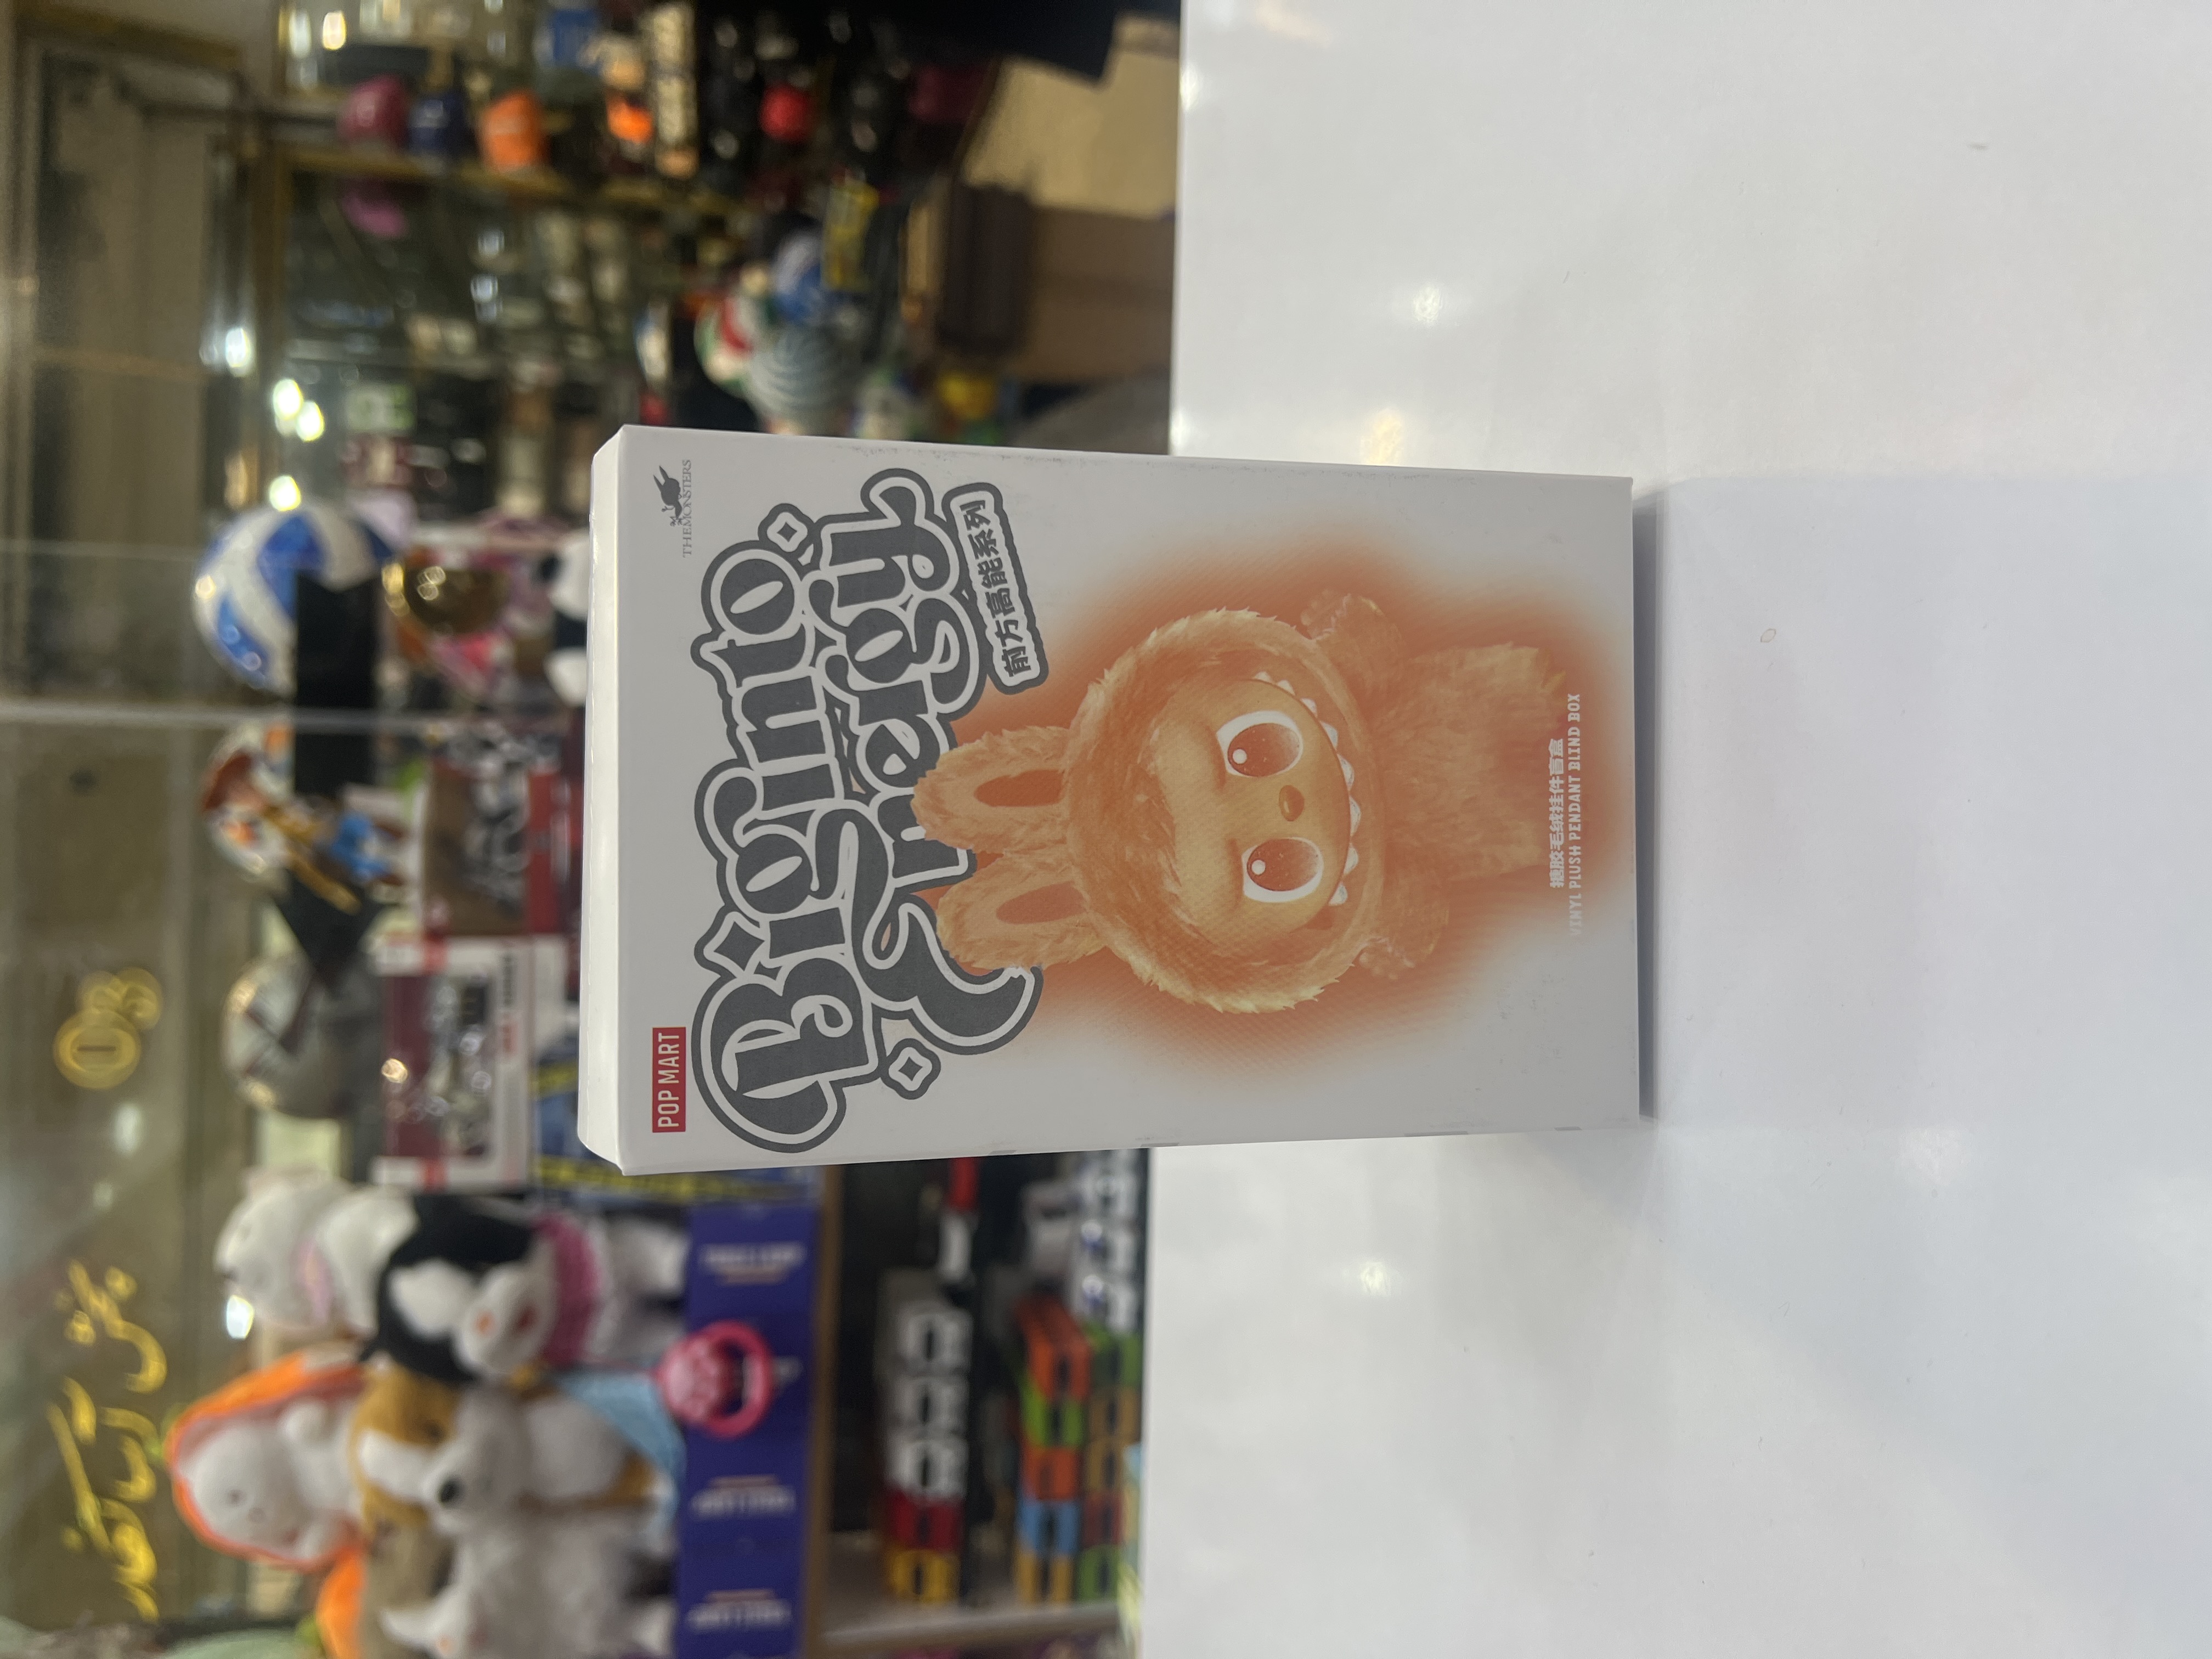 POP MART
THE MONSTERS
Big into
Energy
前方高能系列
搪胶毛绒挂件盲盒
VINYL PLUSH PENDANT BLIND BOX